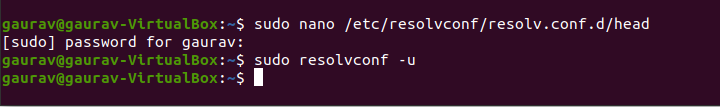 gaurav@gaurav-VirtualBox:~$ sudo nano /etc/resolvconf/resolv.conf.d/head
[sudo] password for gaurav:
gaurav@gaurav-VirtualBox:~$ sudo resolvconf -u
gaurav@gaurav-VirtualBox:~$